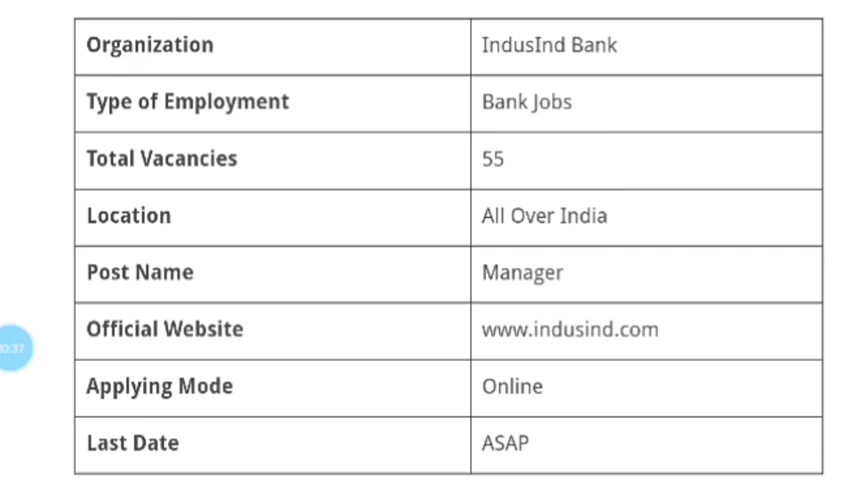 Organization IndusInd Bank
Type of Employment Bank Jobs
Total Vacancies 55
Location All Over India
Post Name Manager
Official Website www.indusind.com
Applying Mode Online
Last Date ASAP